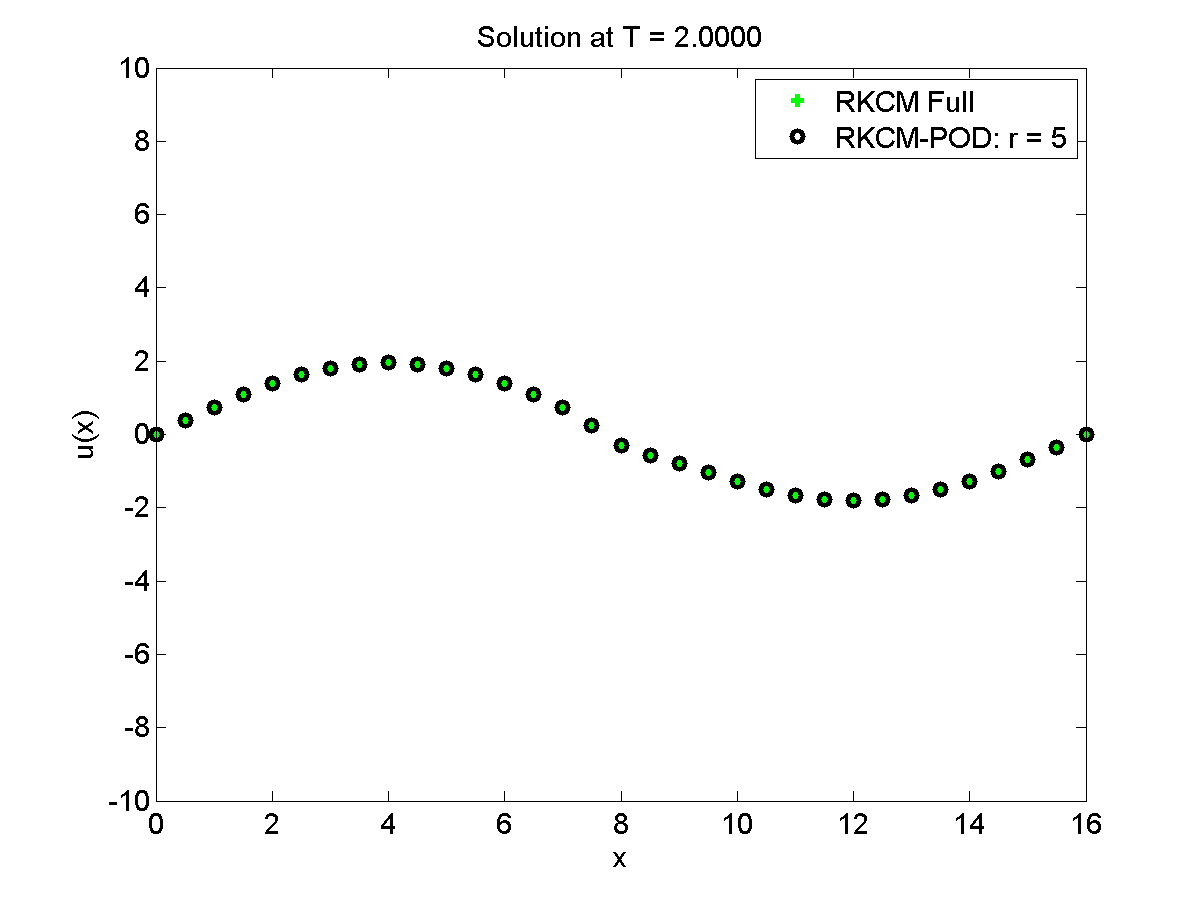 Solution at T = 2.0000
RKCM Full
RKCM-POD: r = 5
10
8
6
4
2
0
-2
-4
-6
-8
-10
u(x)
0 2 4 6 8 10 12 14 16
x